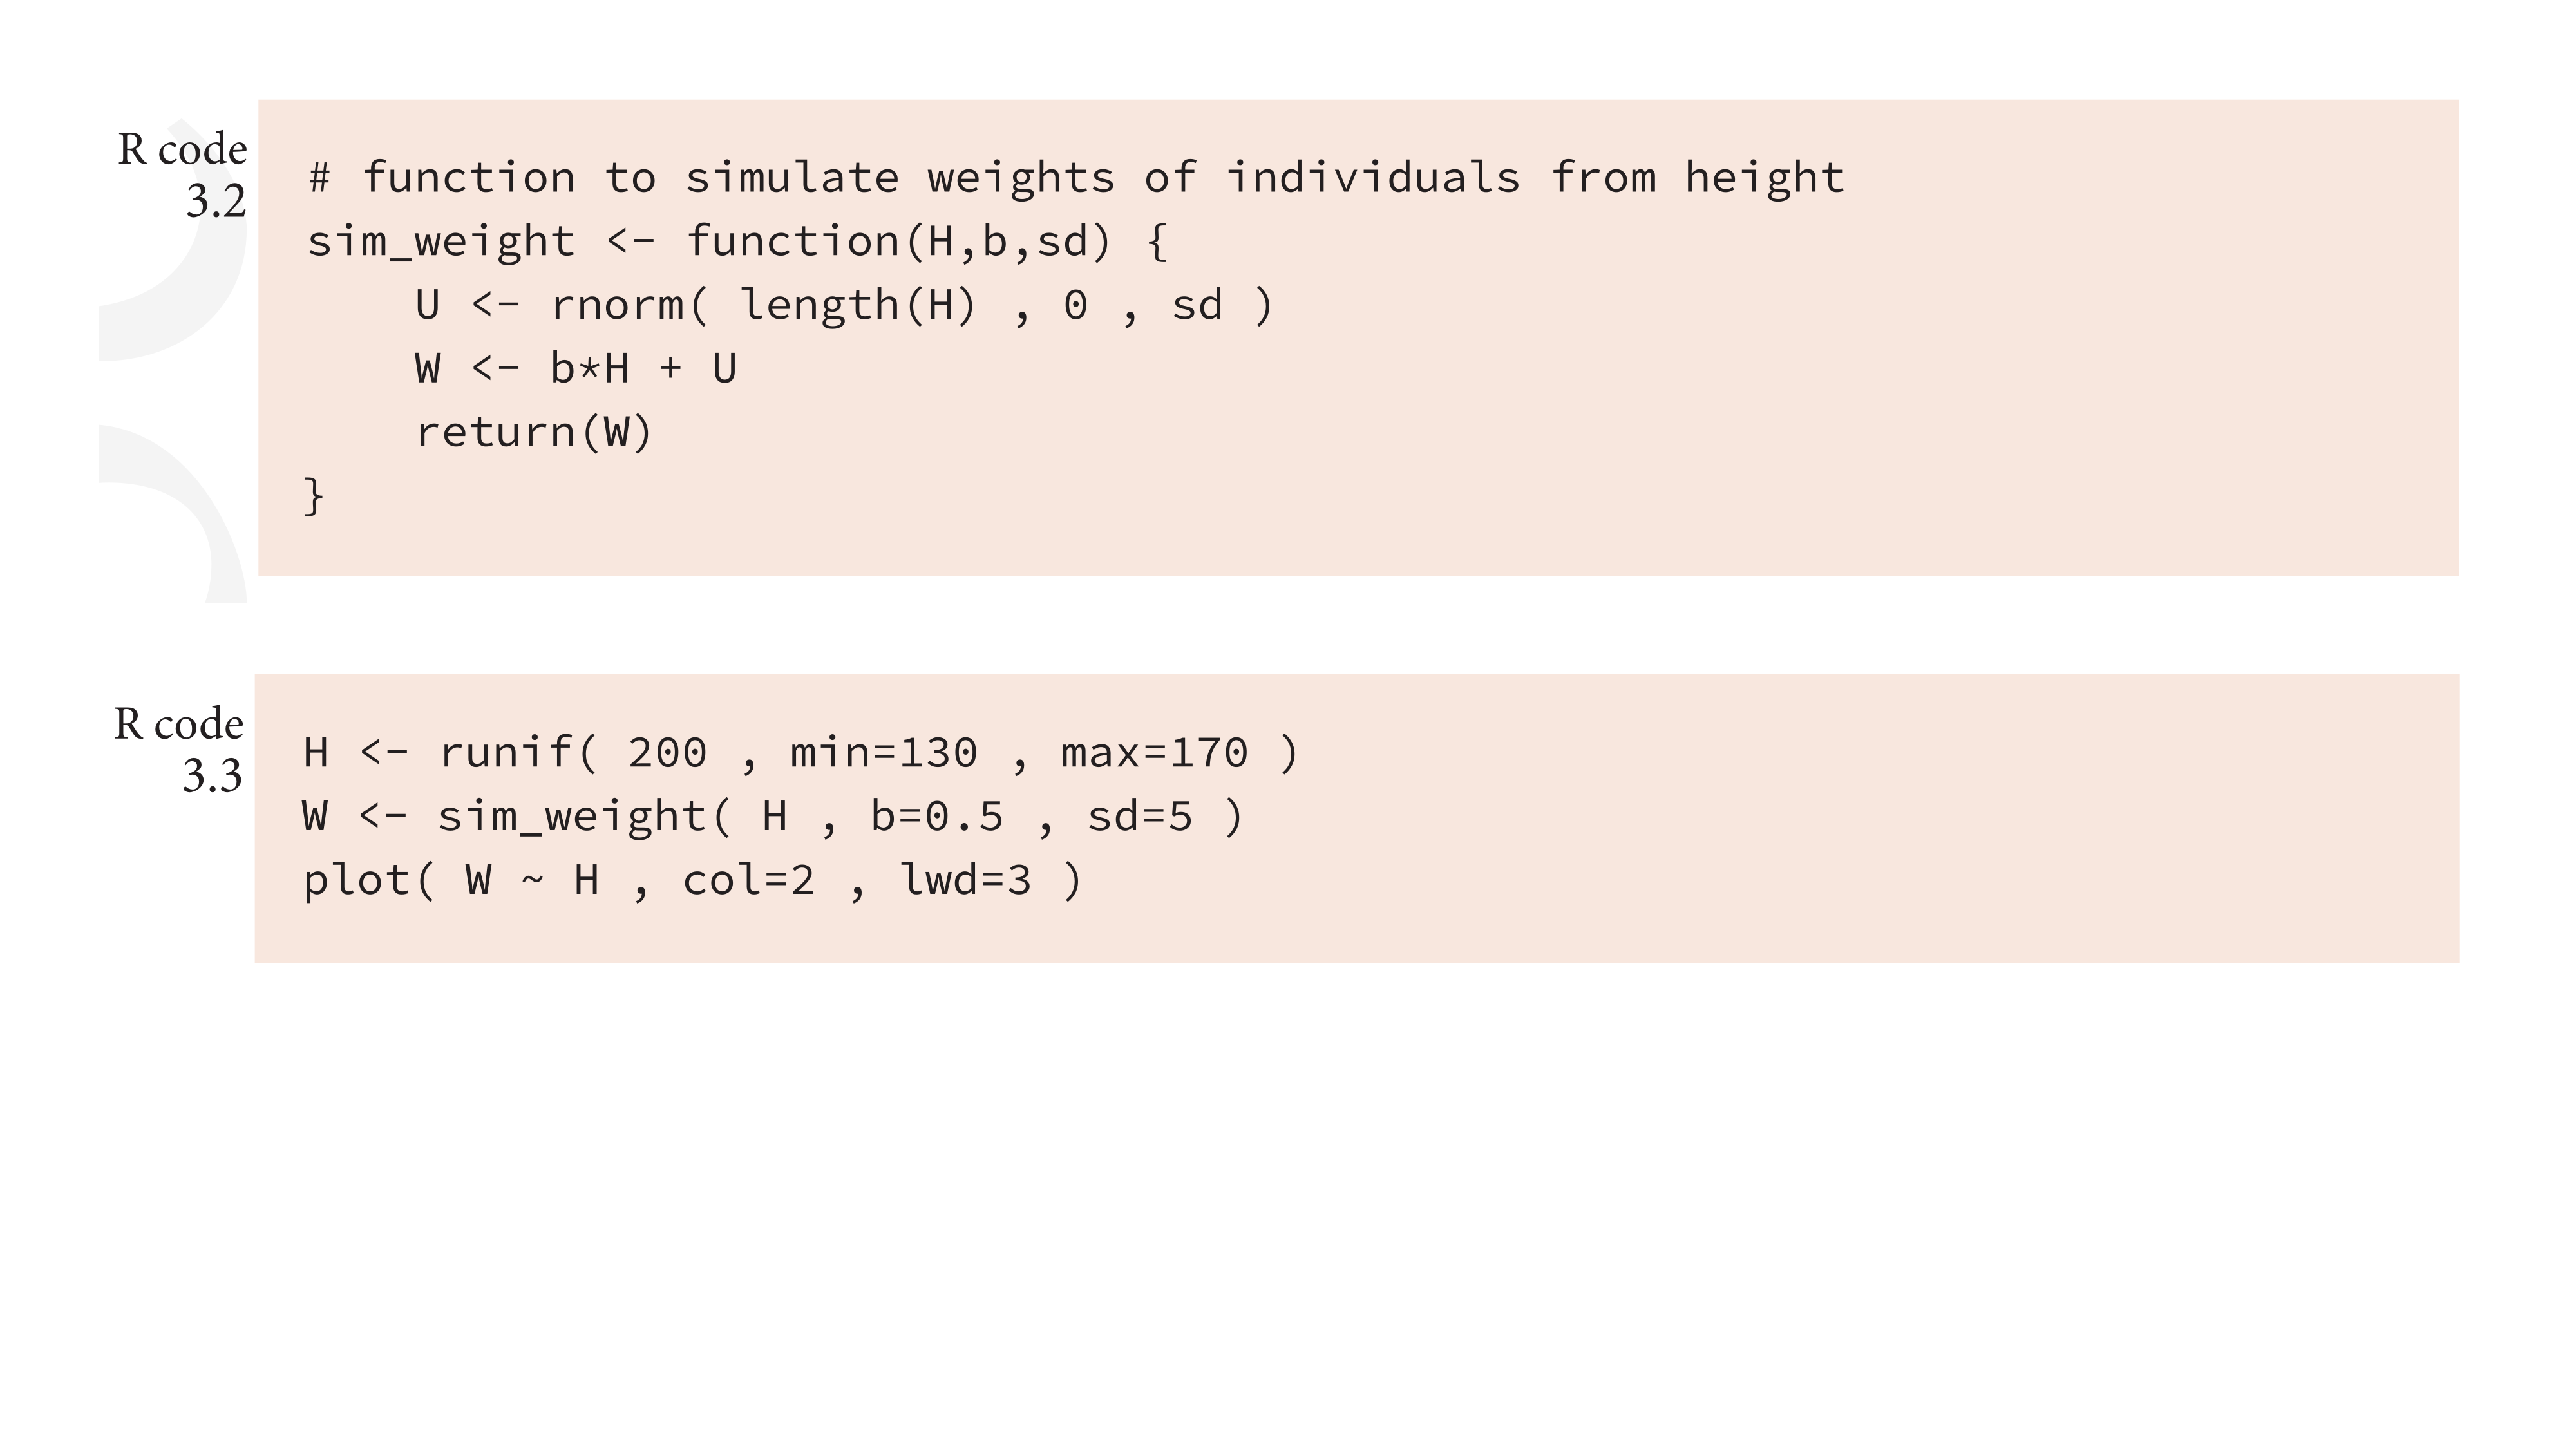 R code
3.2
# function to simulate weights of individuals from height
sim_weight <- function(H,b,sd) {
    U <- rnorm( length(H) , 0 , sd )
    W <- b*H + U
    return(W)
}
R code
3.3
H <- runif( 200 , min=130 , max=170 )
W <- sim_weight( H , b=0.5 , sd=5 )
plot( W ~ H , col=2 , lwd=3 )